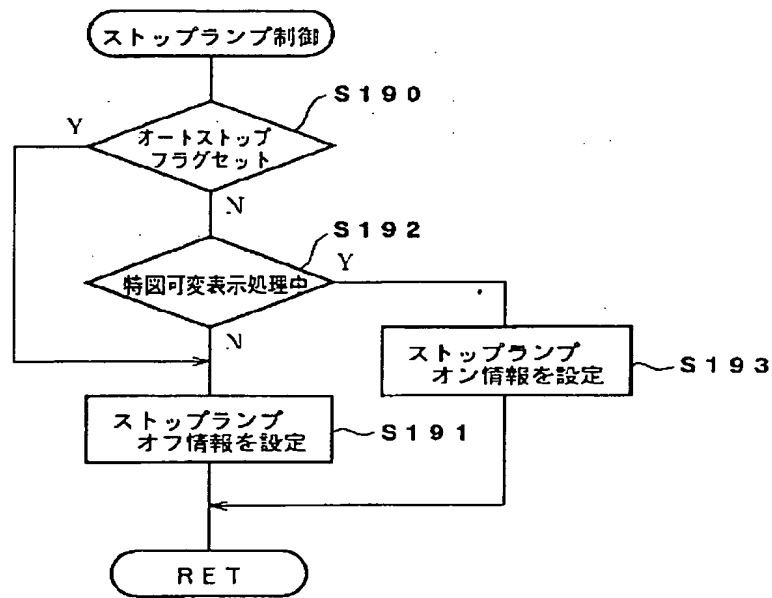 ストップランプ制御
S190
Y
オートストップ
フラグセット
N
S192
特図可変表示処理中
Y
N
ストップランプ
オン情報を設定
S193
ストップランプ
オフ情報を設定
S191
RET